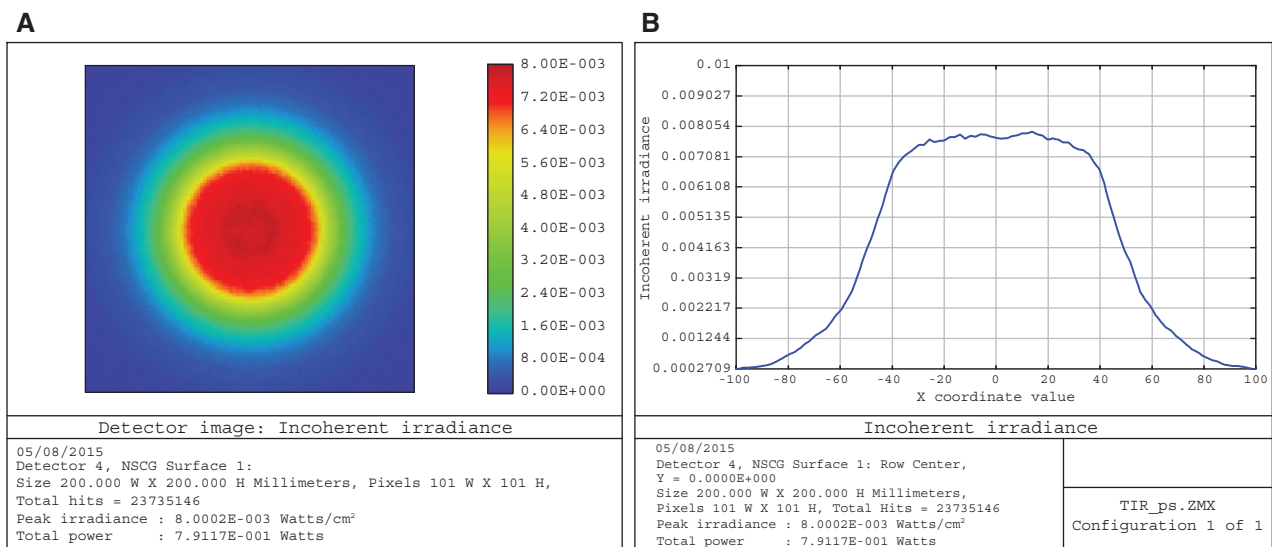 A
8.00E-003
7.20E-003
6.40E-003
5.60E-003
4.80E-003
4.00E-003
3.20E-003
2.40E-003
1.60E-003
8.00E-004
0.00E+000
Detector image: Incoherent irradiance
05/08/2015
Detector 4, NSCG Surface 1:
Size 200.000 W X 200.000 H Millimeters, Pixels 101 W X 101 H,
Total hits = 23735146
Peak irradiance : 8.0002E-003 Watts/cm²
Total power : 7.9117E-001 Watts
B
Incoherent irradiance
0.01
0.009027
0.008054
0.007081
0.006108
0.005135
0.004163
0.00319
0.002217
0.001244
0.0002709
-100 -80 -60 -40 -20 0 20 40 60 80 100
X coordinate value
Incoherent irradiance
05/08/2015
Detector 4, NSCG Surface 1: Row Center,
Y = 0.0000E+000
Size 200.000 W X 200.000 H Millimeters,
Pixels 101 W X 101 H, Total Hits = 23735146
Peak irradiance : 8.0002E-003 Watts/cm²
Total power : 7.9117E-001 Watts
TIR_ps.ZMX
Configuration 1 of 1